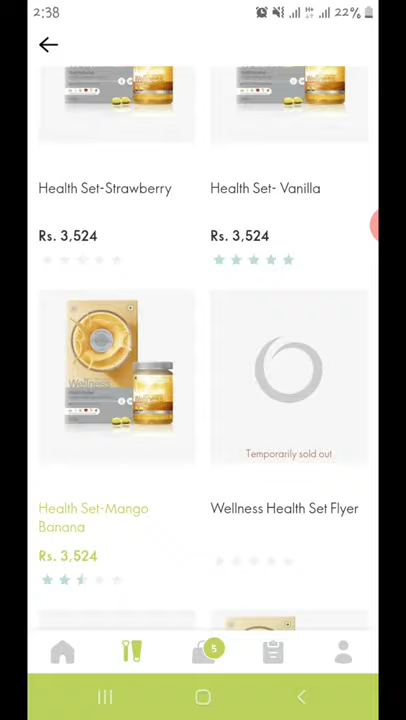 2:38
22%
Health Set-Strawberry
Health Set- Vanilla
Rs. 3,524
Rs. 3,524
Wellness
Temporarily sold out
Health Set-Mango
Banana
Wellness Health Set Flyer
Rs. 3,524
5